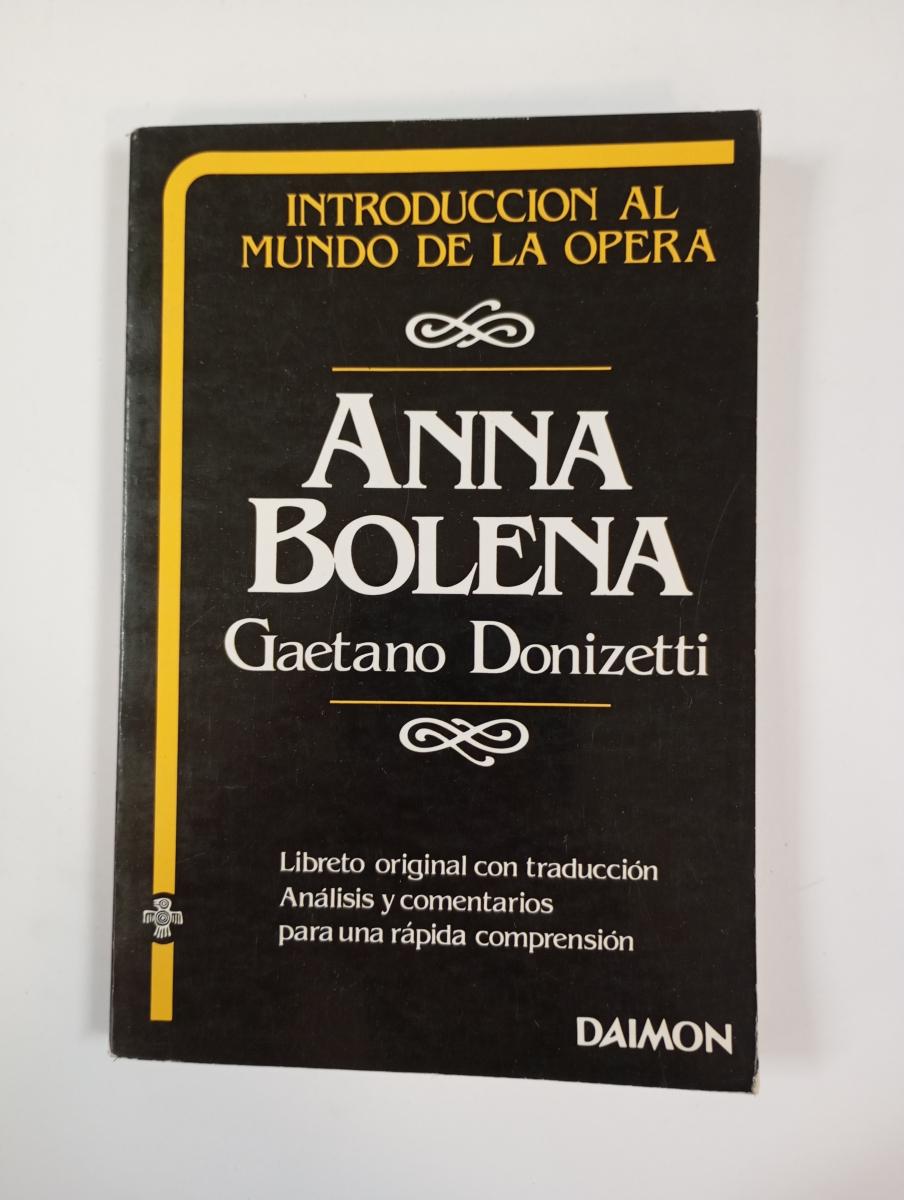 INTRODUCCION AL
MUNDO DE LA OPERA
ANNA
BOLENA
Gaetano Donizetti
Libreto original con traducción
Análisis y comentarios
para una rápida comprensión
DAIMON